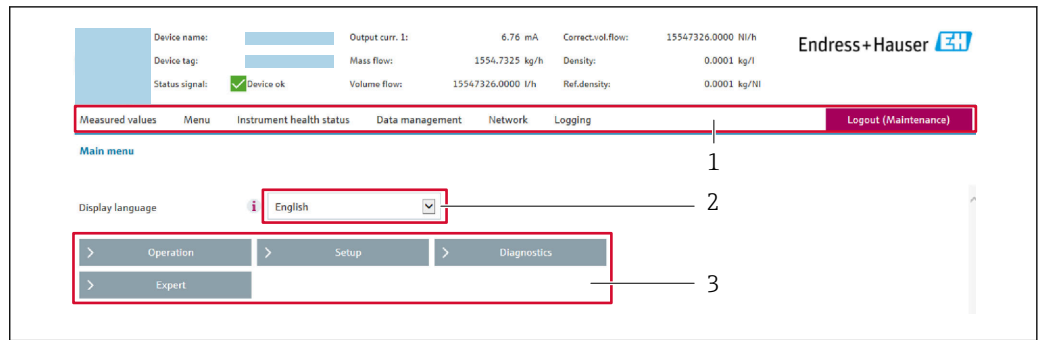 Device name: Output curr. 1: 6.76 mA Correct.vol.flow: 15547326.0000 Nl/h
Endress+Hauser EH
Device tag: Mass flow: 1554.7325 kg/h Density: 0.0001 kg/l
Status signal: Device ok Volume flow: 15547326.0000 l/h Ref.density: 0.0001 kg/Nl
Measured values Menu Instrument health status Data management Network Logging Logout (Maintenance)
1
Main menu
Display language i English 2
> Operation > Setup > Diagnostics
> Expert 3